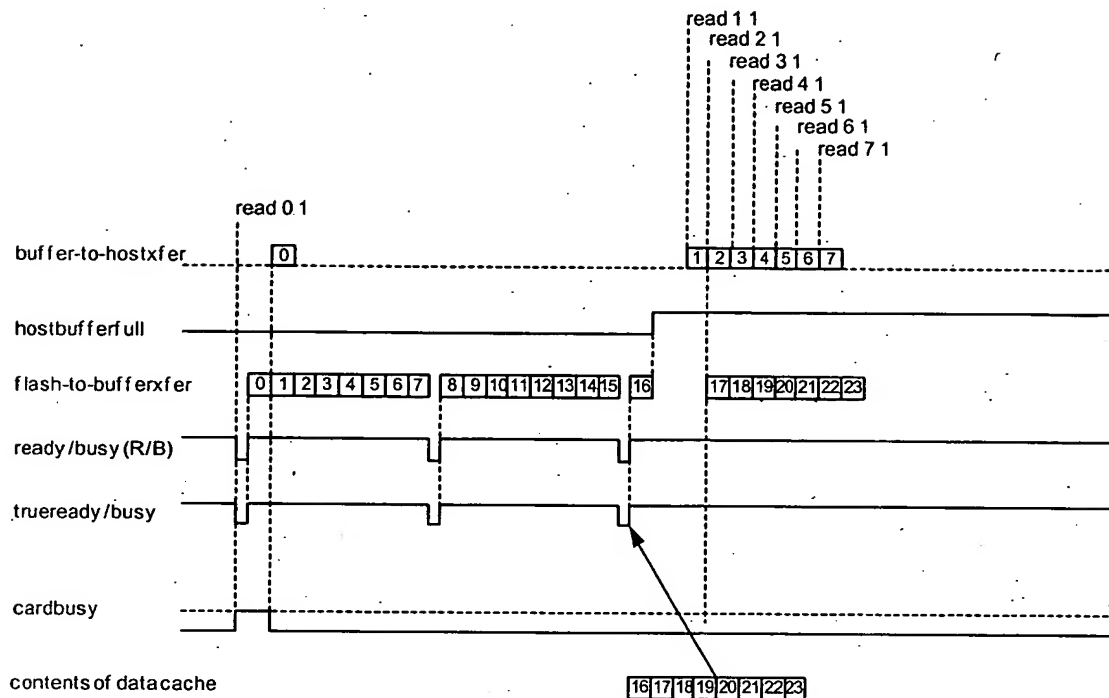 read 1 1
read 2 1
read 3 1
read 4 1
read 5 1
read 6 1
read 7 1
read 0 1
buffer-to-hostxfer 0 1 2 3 4 5 6 7
hostbufferfull
flash-to-bufferxfer 0 1 2 3 4 5 6 7 8 9 10 11 12 13 14 15 16 17 18 19 20 21 22 23
ready/busy (R/B)
trueready/busy
cardbusy
contents of datacache 16 17 18 19 20 21 22 23